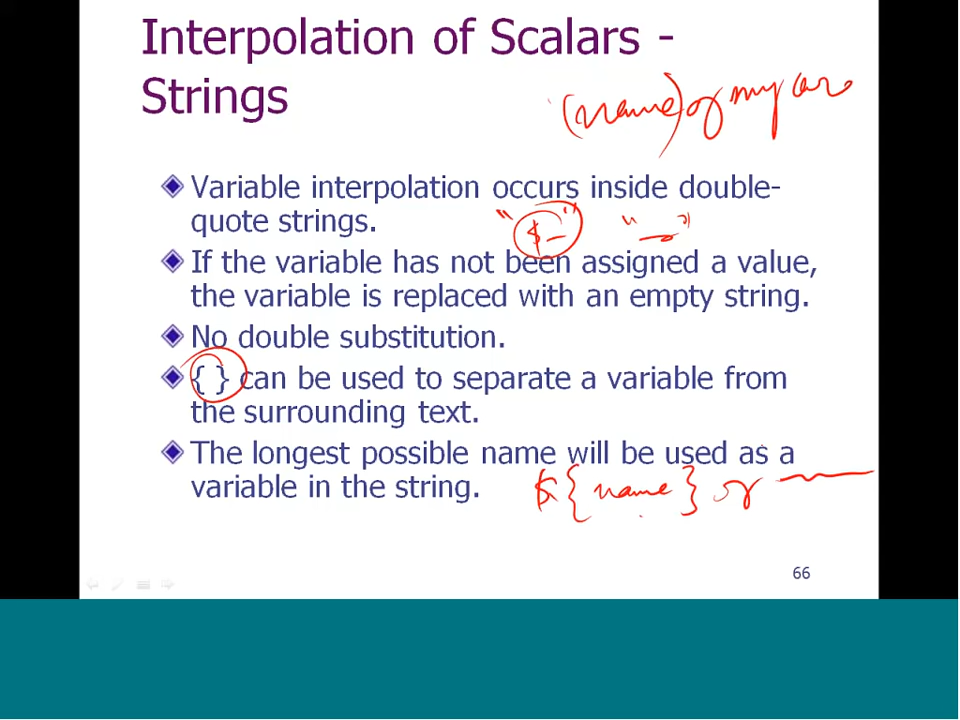 Interpolation of Scalars -
Strings
(name) of my
Variable interpolation occurs inside double-
quote strings.
"$_"
If the variable has not been assigned a value,
the variable is replaced with an empty string.
No double substitution.
{ } can be used to separate a variable from
the surrounding text.
The longest possible name will be used as a
variable in the string.
${name} of
66